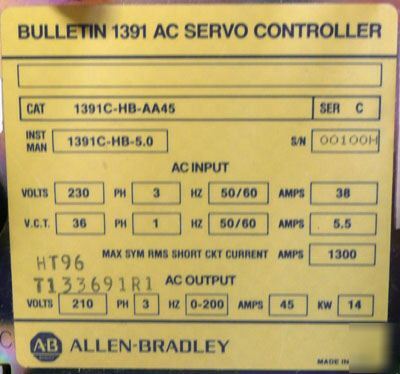 BULLETIN 1391 AC SERVO CONTROLLER
CAT 1391C-HB-AA45 SER C
INST MAN 1391C-HB-5.0 S/N 00100H
AC INPUT
VOLTS 230 PH 3 HZ 50/60 AMPS 38
V.C.T. 36 PH 1 HZ 50/60 AMPS 5.5
MAX SYM RMS SHORT CKT CURRENT AMPS 1300
HT96
T133691R1
AC OUTPUT
VOLTS 210 PH 3 HZ 0-200 AMPS 45 KW 14
AB ALLEN-BRADLEY
MADE IN